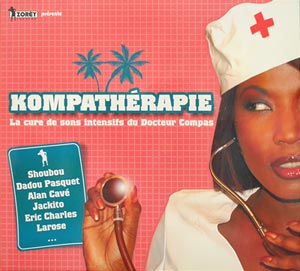 ZORÈT présente
KOMPATHÉRAPIE
La cure de sons intensifs du Docteur Compas
Shoubou
Dadou Pasquet
Alan Cavé
Jackito
Eric Charles
Larose
...